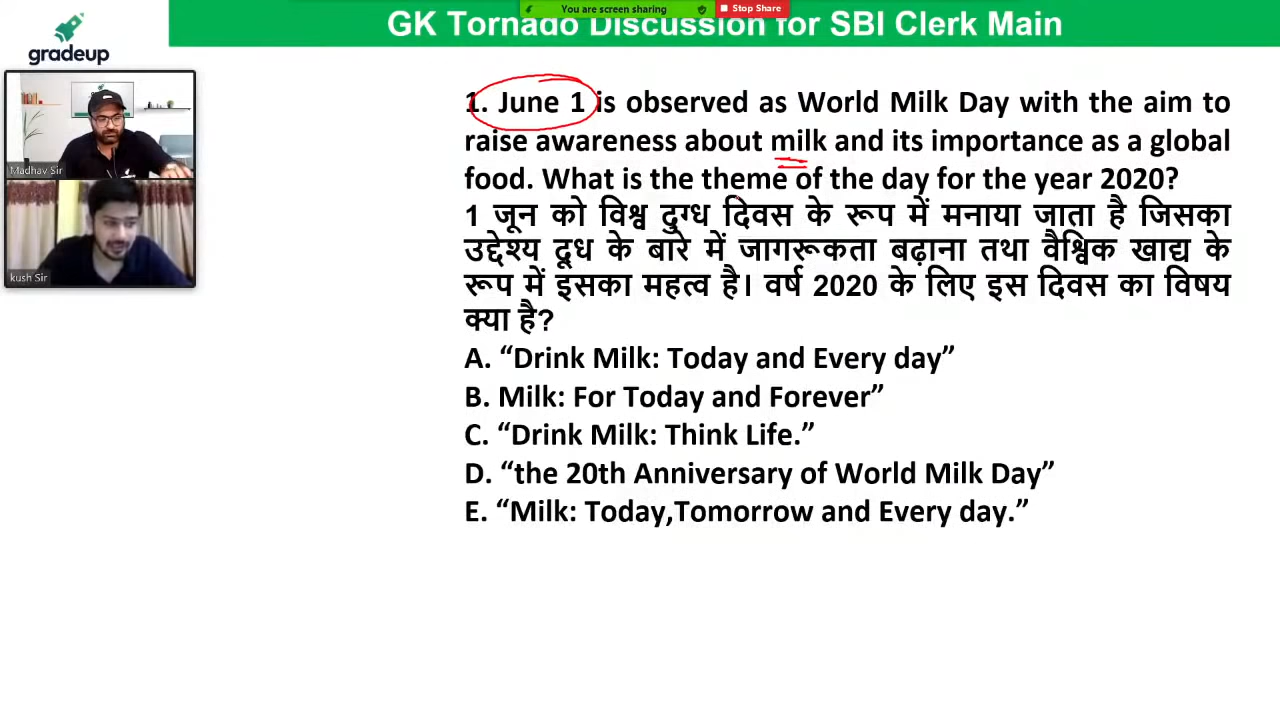 You are screen sharing
Stop Share
GK Tornado Discussion for SBI Clerk Main
gradeup
Madhav Sir
kush Sir
1. June 1 is observed as World Milk Day with the aim to
raise awareness about milk and its importance as a global
food. What is the theme of the day for the year 2020?
1 जून को विश्व दुग्ध दिवस के रूप में मनाया जाता है जिसका
उद्देश्य दूध के बारे में जागरूकता बढ़ाना तथा वैश्विक खाद्य के
रूप में इसका महत्व है। वर्ष 2020 के लिए इस दिवस का विषय
क्या है?
A. “Drink Milk: Today and Every day”
B. Milk: For Today and Forever”
C. “Drink Milk: Think Life.”
D. “the 20th Anniversary of World Milk Day”
E. “Milk: Today,Tomorrow and Every day.”